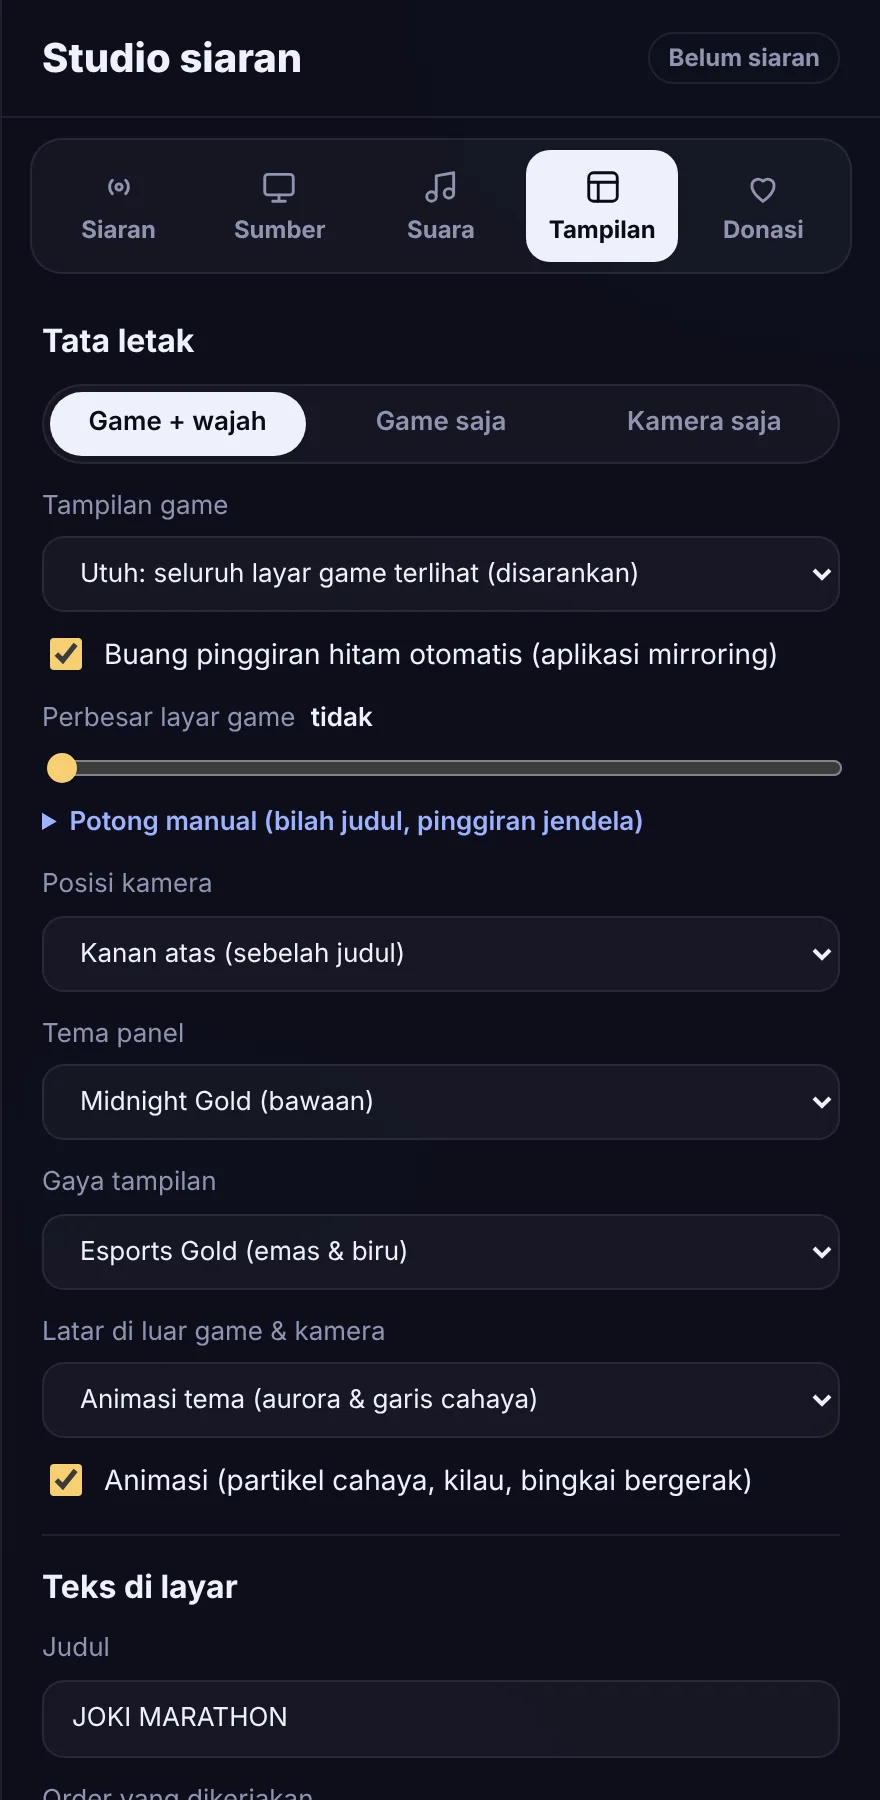 Studio siaran
Belum siaran
Siaran
Sumber
Suara
Tampilan
Donasi
Tata letak
Game + wajah
Game saja
Kamera saja
Tampilan game
Utuh: seluruh layar game terlihat (disarankan)
Buang pinggiran hitam otomatis (aplikasi mirroring)
Perbesar layar game tidak
Potong manual (bilah judul, pinggiran jendela)
Posisi kamera
Kanan atas (sebelah judul)
Tema panel
Midnight Gold (bawaan)
Gaya tampilan
Esports Gold (emas & biru)
Latar di luar game & kamera
Animasi tema (aurora & garis cahaya)
Animasi (partikel cahaya, kilau, bingkai bergerak)
Teks di layar
Judul
JOKI MARATHON
Order yang dikerjakan